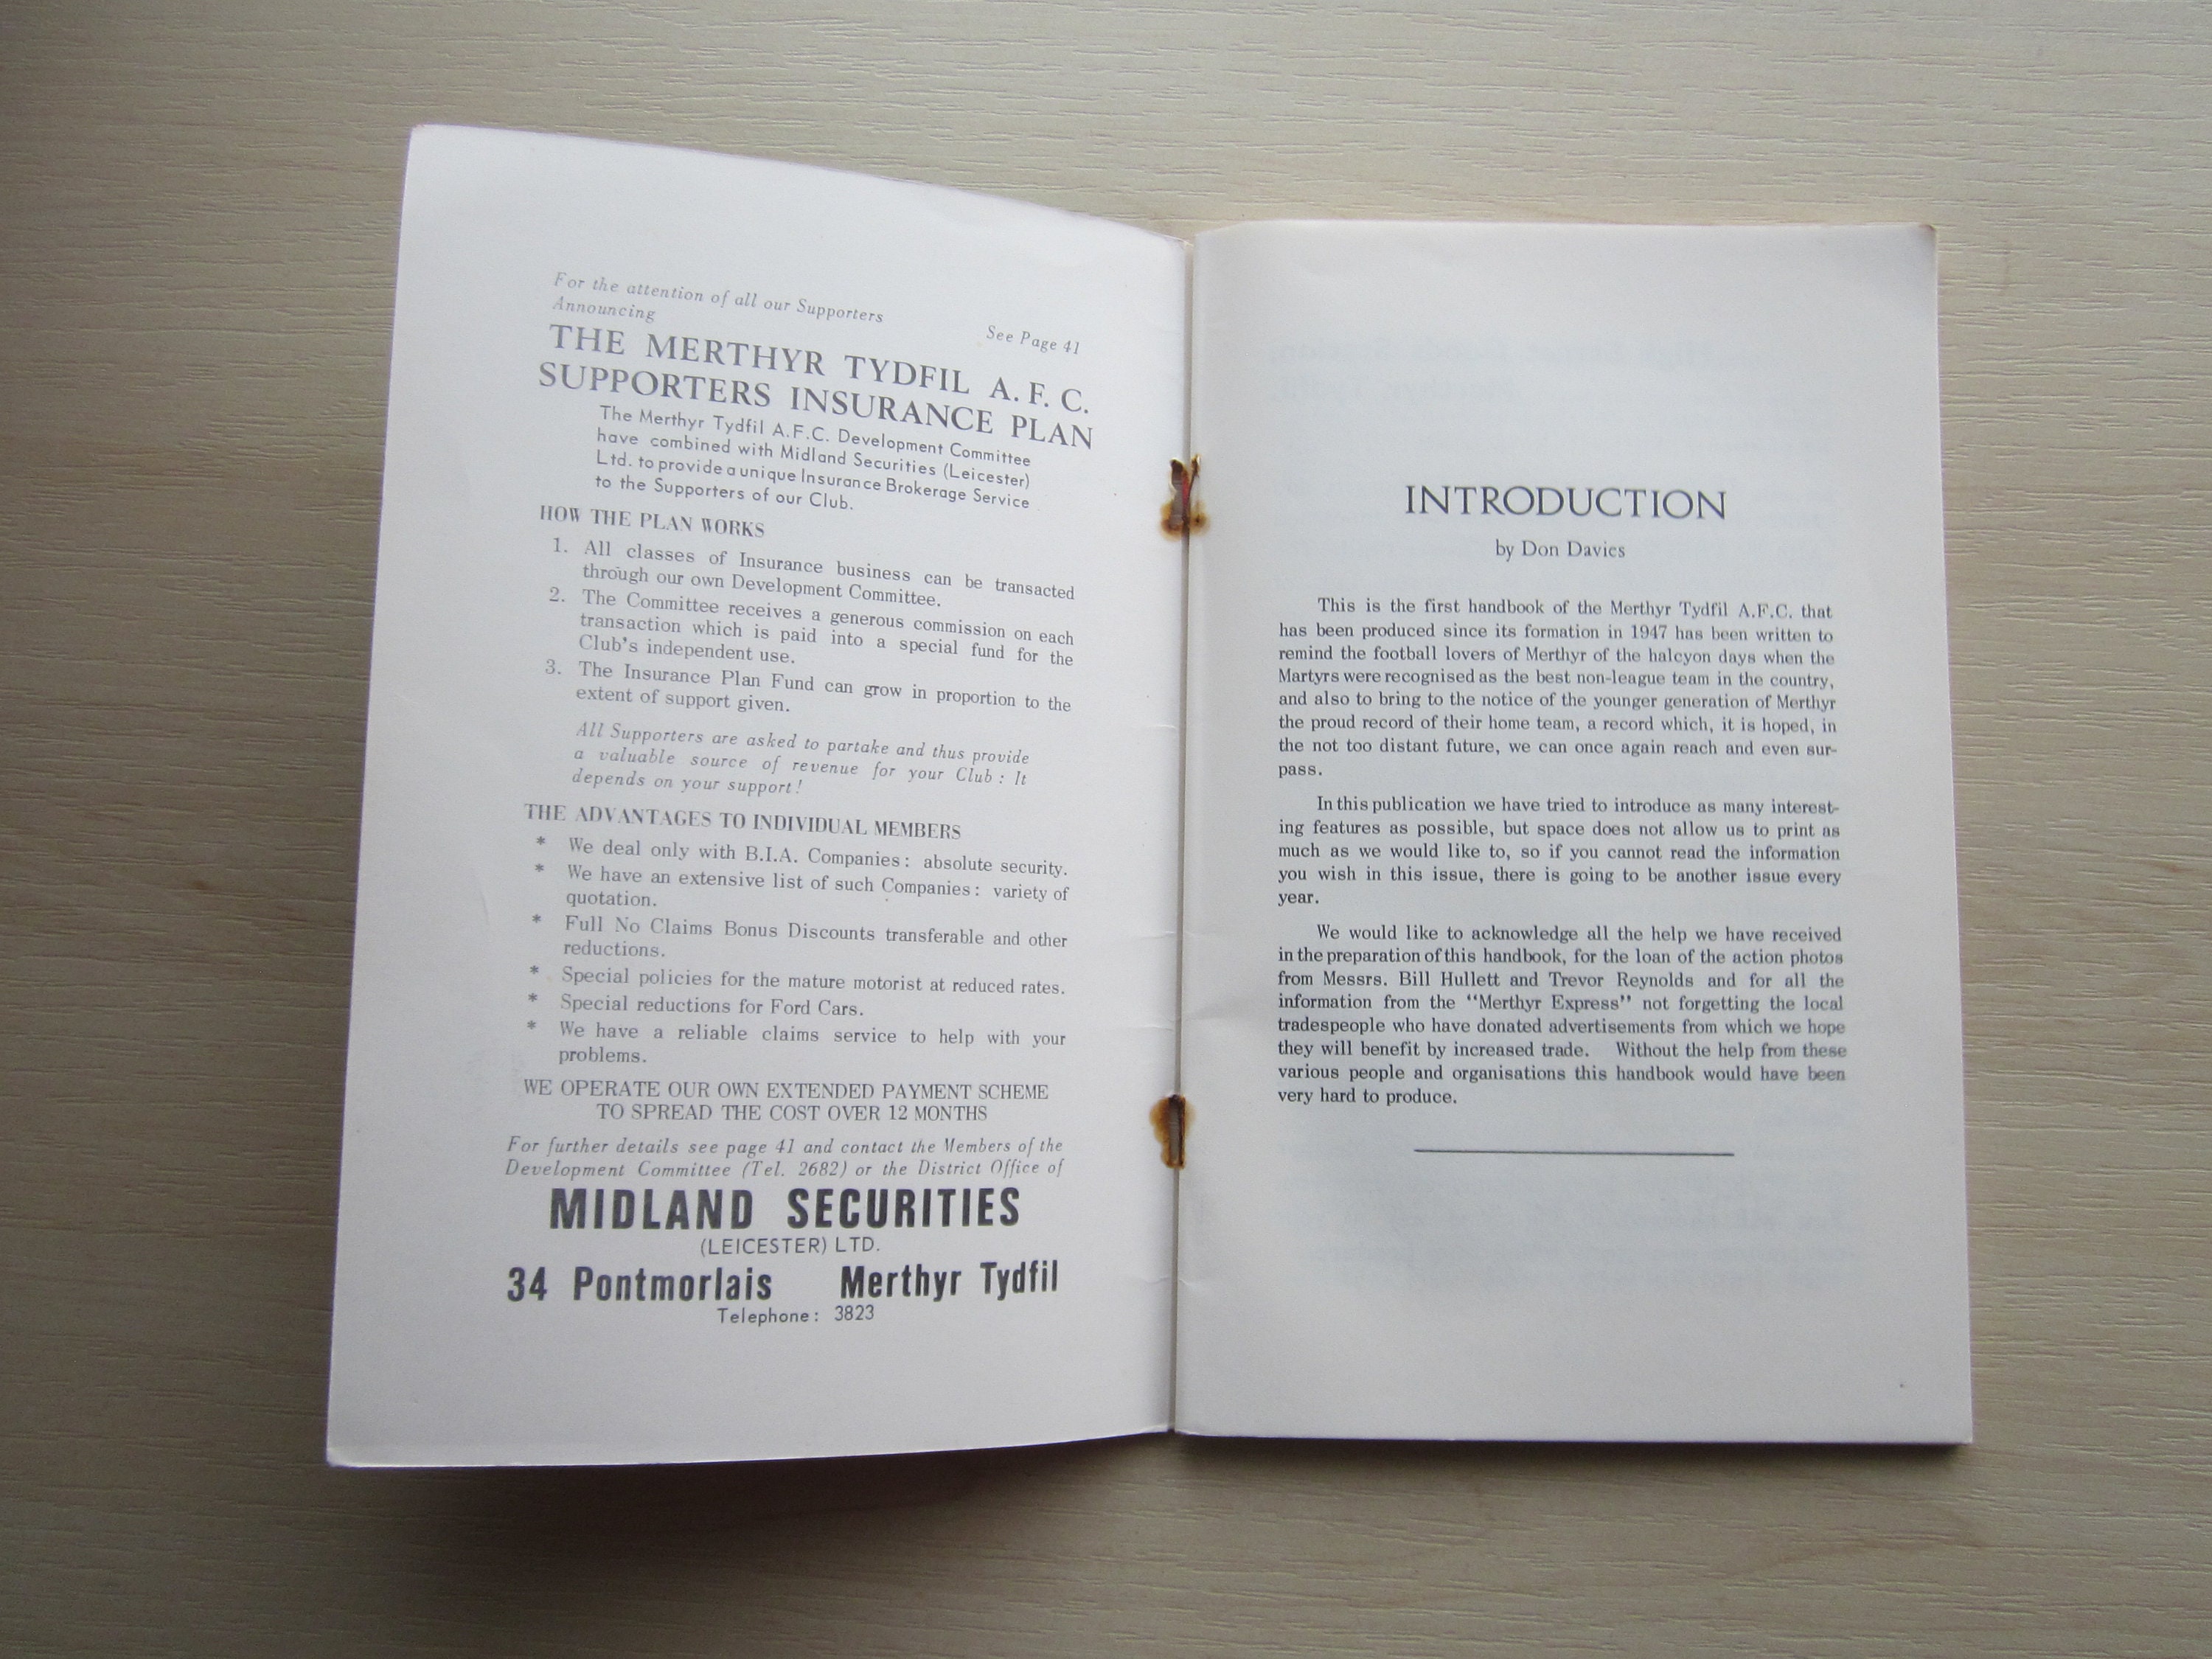 For the attention of all our Supporters
Announcing
See Page 41
THE MERTHYR TYDFIL A. F. C.
SUPPORTERS INSURANCE PLAN
The Merthyr Tydfil A.F.C. Development Committee
have combined with Midland Securities (Leicester)
Ltd. to provide a unique Insurance Brokerage Service
to the Supporters of our Club.
HOW THE PLAN WORKS
1. All classes of Insurance business can be transacted
through our own Development Committee.
2. The Committee receives a generous commission on each
transaction which is paid into a special fund for the
Club's independent use.
3. The Insurance Plan Fund can grow in proportion to the
extent of support given.
All Supporters are asked to partake and thus provide
a valuable source of revenue for your Club : It
depends on your support !
THE ADVANTAGES TO INDIVIDUAL MEMBERS
* We deal only with B.I.A. Companies : absolute security.
* We have an extensive list of such Companies : variety of
quotation.
* Full No Claims Bonus Discounts transferable and other
reductions.
* Special policies for the mature motorist at reduced rates.
* Special reductions for Ford Cars.
* We have a reliable claims service to help with your
problems.
WE OPERATE OUR OWN EXTENDED PAYMENT SCHEME
TO SPREAD THE COST OVER 12 MONTHS
For further details see page 41 and contact the Members of the
Development Committee (Tel. 2682) or the District Office of
MIDLAND SECURITIES
(LEICESTER) LTD.
34 Pontmorlais Merthyr Tydfil
Telephone : 3823
INTRODUCTION
by Don Davies
This is the first handbook of the Merthyr Tydfil A.F.C. that
has been produced since its formation in 1947 has been written to
remind the football lovers of Merthyr of the halcyon days when the
Martyrs were recognised as the best non-league team in the country,
and also to bring to the notice of the younger generation of Merthyr
the proud record of their home team, a record which, it is hoped, in
the not too distant future, we can once again reach and even sur-
pass.
In this publication we have tried to introduce as many interest-
ing features as possible, but space does not allow us to print as
much as we would like to, so if you cannot read the information
you wish in this issue, there is going to be another issue every
year.
We would like to acknowledge all the help we have received
in the preparation of this handbook, for the loan of the action photos
from Messrs. Bill Hullett and Trevor Reynolds and for all the
information from the "Merthyr Express" not forgetting the local
tradespeople who have donated advertisements from which we hope
they will benefit by increased trade. Without the help from these
various people and organisations this handbook would have been
very hard to produce.